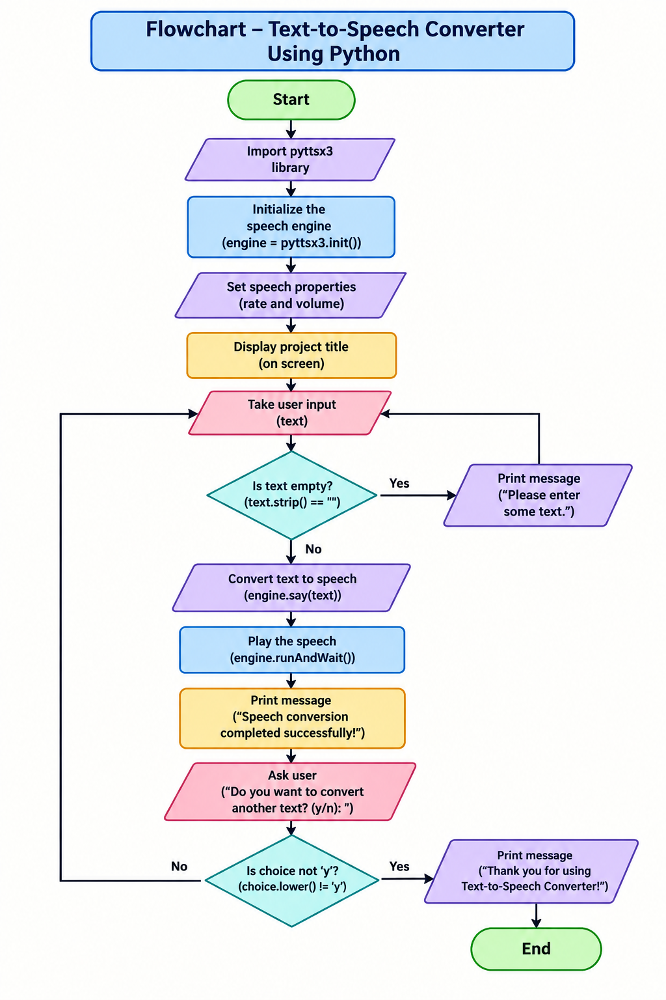 Flowchart – Text-to-Speech Converter
Using Python
Start
Import pyttsx3
library
Initialize the
speech engine
(engine = pyttsx3.init())
Set speech properties
(rate and volume)
Display project title
(on screen)
Take user input
(text)
Is text empty?
(text.strip() == "")
Yes
Print message
(“Please enter
some text.”)
No
Convert text to speech
(engine.say(text))
Play the speech
(engine.runAndWait())
Print message
(“Speech conversion
completed successfully!”)
Ask user
(“Do you want to convert
another text? (y/n): ”)
No
Is choice not ‘y’?
(choice.lower() != ‘y’)
Yes
Print message
(“Thank you for using
Text-to-Speech Converter!”)
End